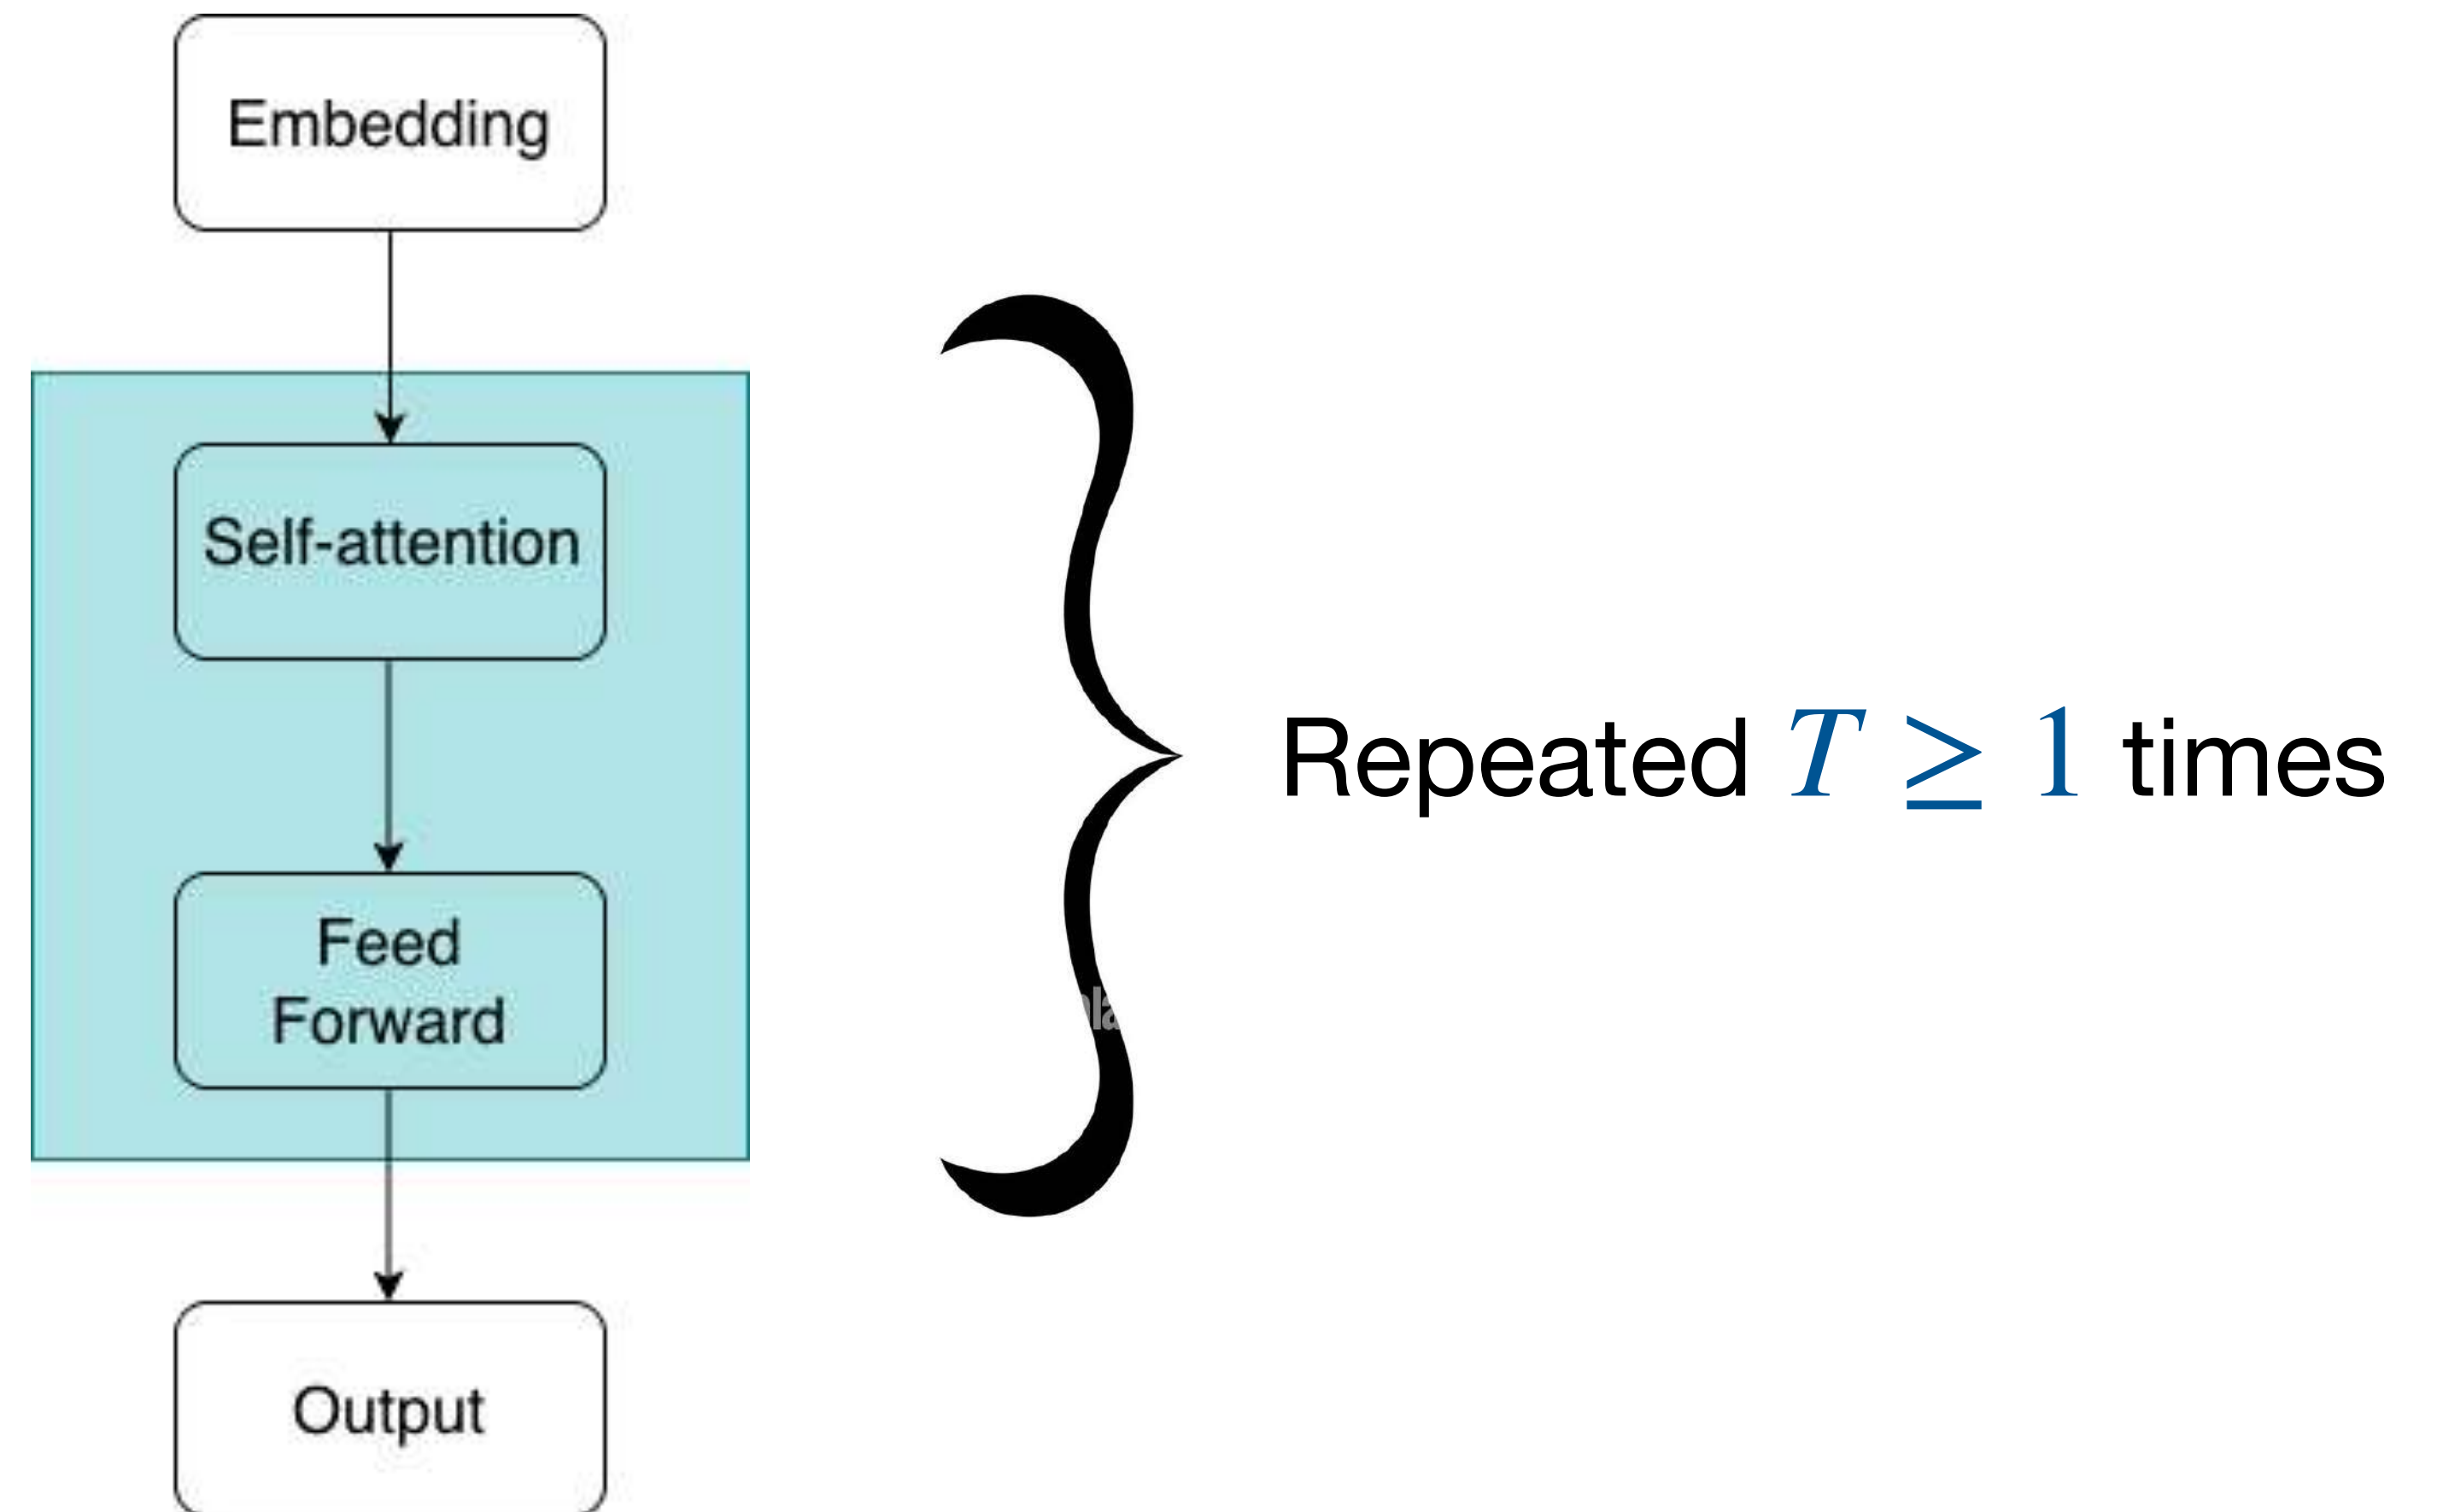 Embedding
Self-attention
Repeated T ≥ 1 times
Feed
Forward
Output